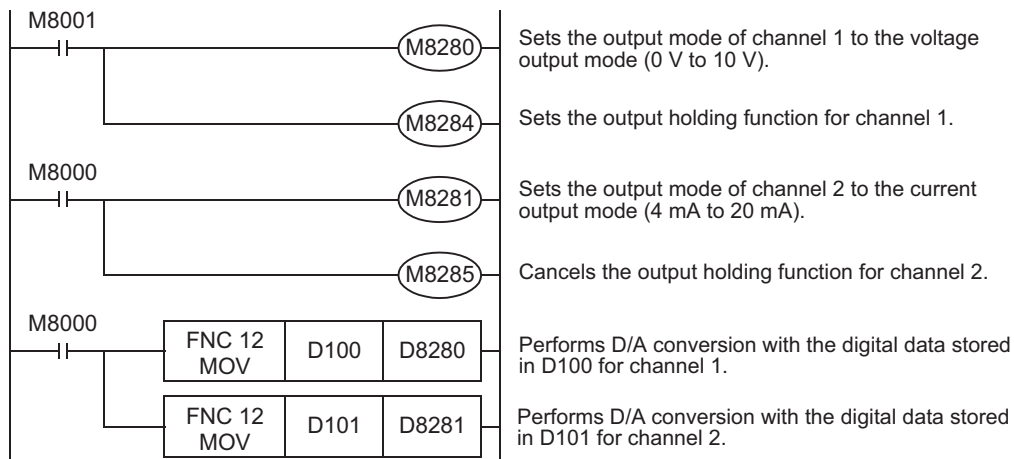 M8001
M8280
Sets the output mode of channel 1 to the voltage
output mode (0 V to 10 V).
M8284
Sets the output holding function for channel 1.
M8000
M8281
Sets the output mode of channel 2 to the current
output mode (4 mA to 20 mA).
M8285
Cancels the output holding function for channel 2.
M8000
FNC 12
MOV
D100
D8280
Performs D/A conversion with the digital data stored
in D100 for channel 1.
FNC 12
MOV
D101
D8281
Performs D/A conversion with the digital data stored
in D101 for channel 2.